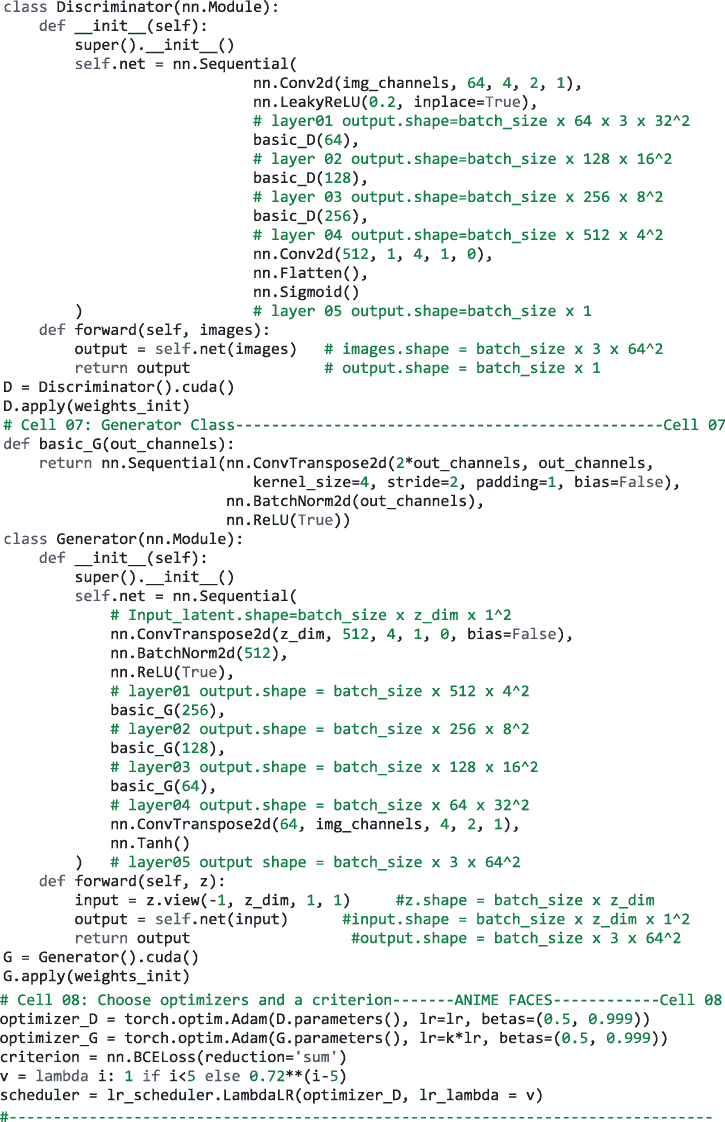 class Discriminator(nn.Module):
    def __init__(self):
        super().__init__()
        self.net = nn.Sequential(
                            nn.Conv2d(img_channels, 64, 4, 2, 1),
                            nn.LeakyReLU(0.2, inplace=True),
                            # layer01 output.shape=batch_size x 64 x 3 x 32^2
                            basic_D(64),
                            # layer 02 output.shape=batch_size x 128 x 16^2
                            basic_D(128),
                            # layer 03 output.shape=batch_size x 256 x 8^2
                            basic_D(256),
                            # layer 04 output.shape=batch_size x 512 x 4^2
                            nn.Conv2d(512, 1, 4, 1, 0),
                            nn.Flatten(),
                            nn.Sigmoid()
        )                   # layer 05 output.shape=batch_size x 1
    def forward(self, images):
        output = self.net(images)   # images.shape = batch_size x 3 x 64^2
        return output               # output.shape = batch_size x 1
D = Discriminator().cuda()
D.apply(weights_init)
# Cell 07: Generator Class------------------------------------------------Cell 07
def basic_G(out_channels):
    return nn.Sequential(nn.ConvTranspose2d(2*out_channels, out_channels,
                            kernel_size=4, stride=2, padding=1, bias=False),
                         nn.BatchNorm2d(out_channels),
                         nn.ReLU(True))
class Generator(nn.Module):
    def __init__(self):
        super().__init__()
        self.net = nn.Sequential(
            # Input_latent.shape=batch_size x z_dim x 1^2
            nn.ConvTranspose2d(z_dim, 512, 4, 1, 0, bias=False),
            nn.BatchNorm2d(512),
            nn.ReLU(True),
            # layer01 output.shape = batch_size x 512 x 4^2
            basic_G(256),
            # layer02 output.shape = batch_size x 256 x 8^2
            basic_G(128),
            # layer03 output.shape = batch_size x 128 x 16^2
            basic_G(64),
            # layer04 output.shape = batch_size x 64 x 32^2
            nn.ConvTranspose2d(64, img_channels, 4, 2, 1),
            nn.Tanh()
        )   # layer05 output shape = batch_size x 3 x 64^2
    def forward(self, z):
        input = z.view(-1, z_dim, 1, 1)     #z.shape = batch_size x z_dim
        output = self.net(input)      #input.shape = batch_size x z_dim x 1^2
        return output                  #output.shape = batch_size x 3 x 64^2
G = Generator().cuda()
G.apply(weights_init)
# Cell 08: Choose optimizers and a criterion-------ANIME FACES------------Cell 08
optimizer_D = torch.optim.Adam(D.parameters(), lr=lr, betas=(0.5, 0.999))
optimizer_G = torch.optim.Adam(G.parameters(), lr=k*lr, betas=(0.5, 0.999))
criterion = nn.BCELoss(reduction='sum')
v = lambda i: 1 if i<5 else 0.72**(i-5)
scheduler = lr_scheduler.LambdaLR(optimizer_D, lr_lambda = v)
#-------------------------------------------------------------------------------